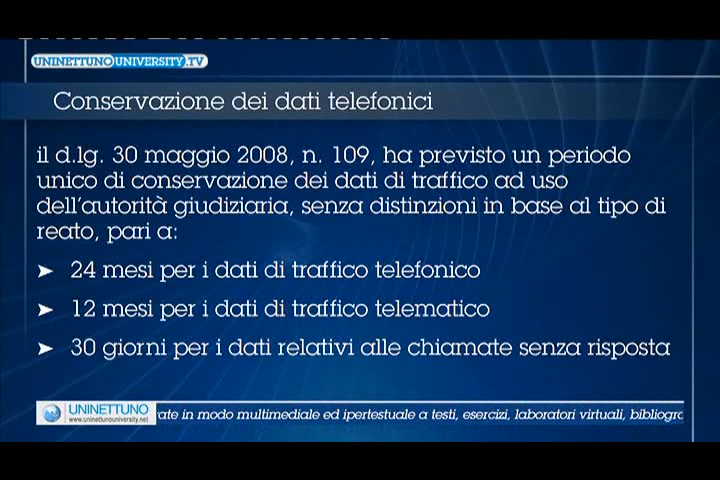 UNINETTUNOUNIVERSITY.TV
Conservazione dei dati telefonici
il d.lg. 30 maggio 2008, n. 109, ha previsto un periodo
unico di conservazione dei dati di traffico ad uso
dell'autorità giudiziaria, senza distinzioni in base al tipo di
reato, pari a:
➤ 24 mesi per i dati di traffico telefonico
➤ 12 mesi per i dati di traffico telematico
➤ 30 giorni per i dati relativi alle chiamate senza risposta
UNINETTUNO
www.uninettunouniversity.net
in modo multimediale ed ipertestuale a testi, esercizi, laboratori virtuali,